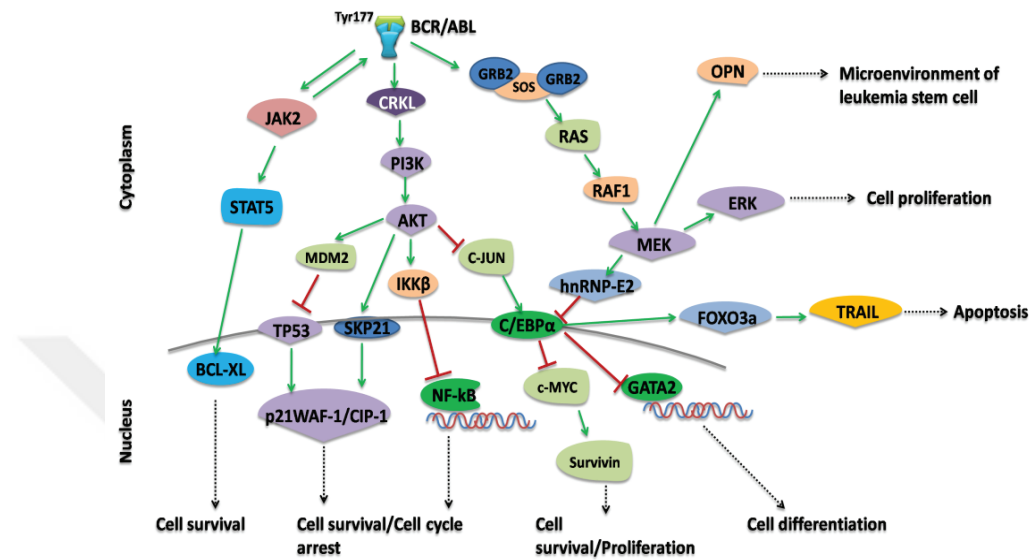 Tyr177
BCR/ABL
GRB2
SOS
GRB2
OPN
Microenvironment of
leukemia stem cell
CRKL
JAK2
RAS
Cytoplasm
PI3K
RAF1
ERK
Cell proliferation
STAT5
AKT
MEK
MDM2
C-JUN
IKKβ
hnRNP-E2
TP53
SKP21
C/EBPα
FOXO3a
TRAIL
Apoptosis
BCL-XL
c-MYC
GATA2
NF-kB
p21WAF-1/CIP-1
Nucleus
Survivin
Cell survival
Cell survival/Cell cycle
arrest
Cell
survival/Proliferation
Cell differentiation